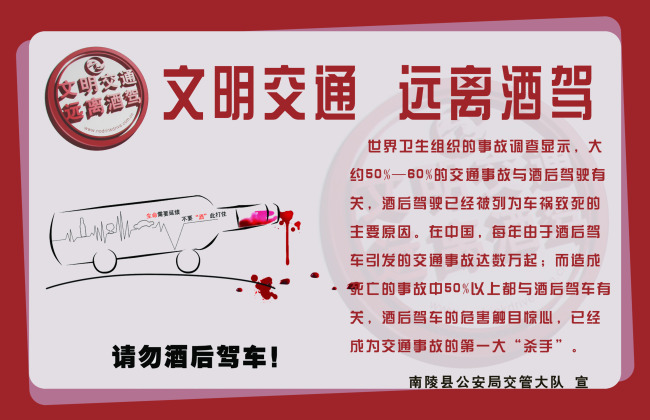 文明交通
远离酒驾
文明交通 远离酒驾
世界卫生组织的事故调查显示，大
约50%—60%的交通事故与酒后驾驶有
关，酒后驾驶已经被列为车祸致死的
主要原因。在中国，每年由于酒后驾
车引发的交通事故达数万起；而造成
死亡的事故中50%以上都与酒后驾车有
关，酒后驾车的危害触目惊心，已经
成为交通事故的第一大“杀手”。
生命需要延续
不要“酒”此打住
请勿酒后驾车！
南陵县公安局交管大队 宣